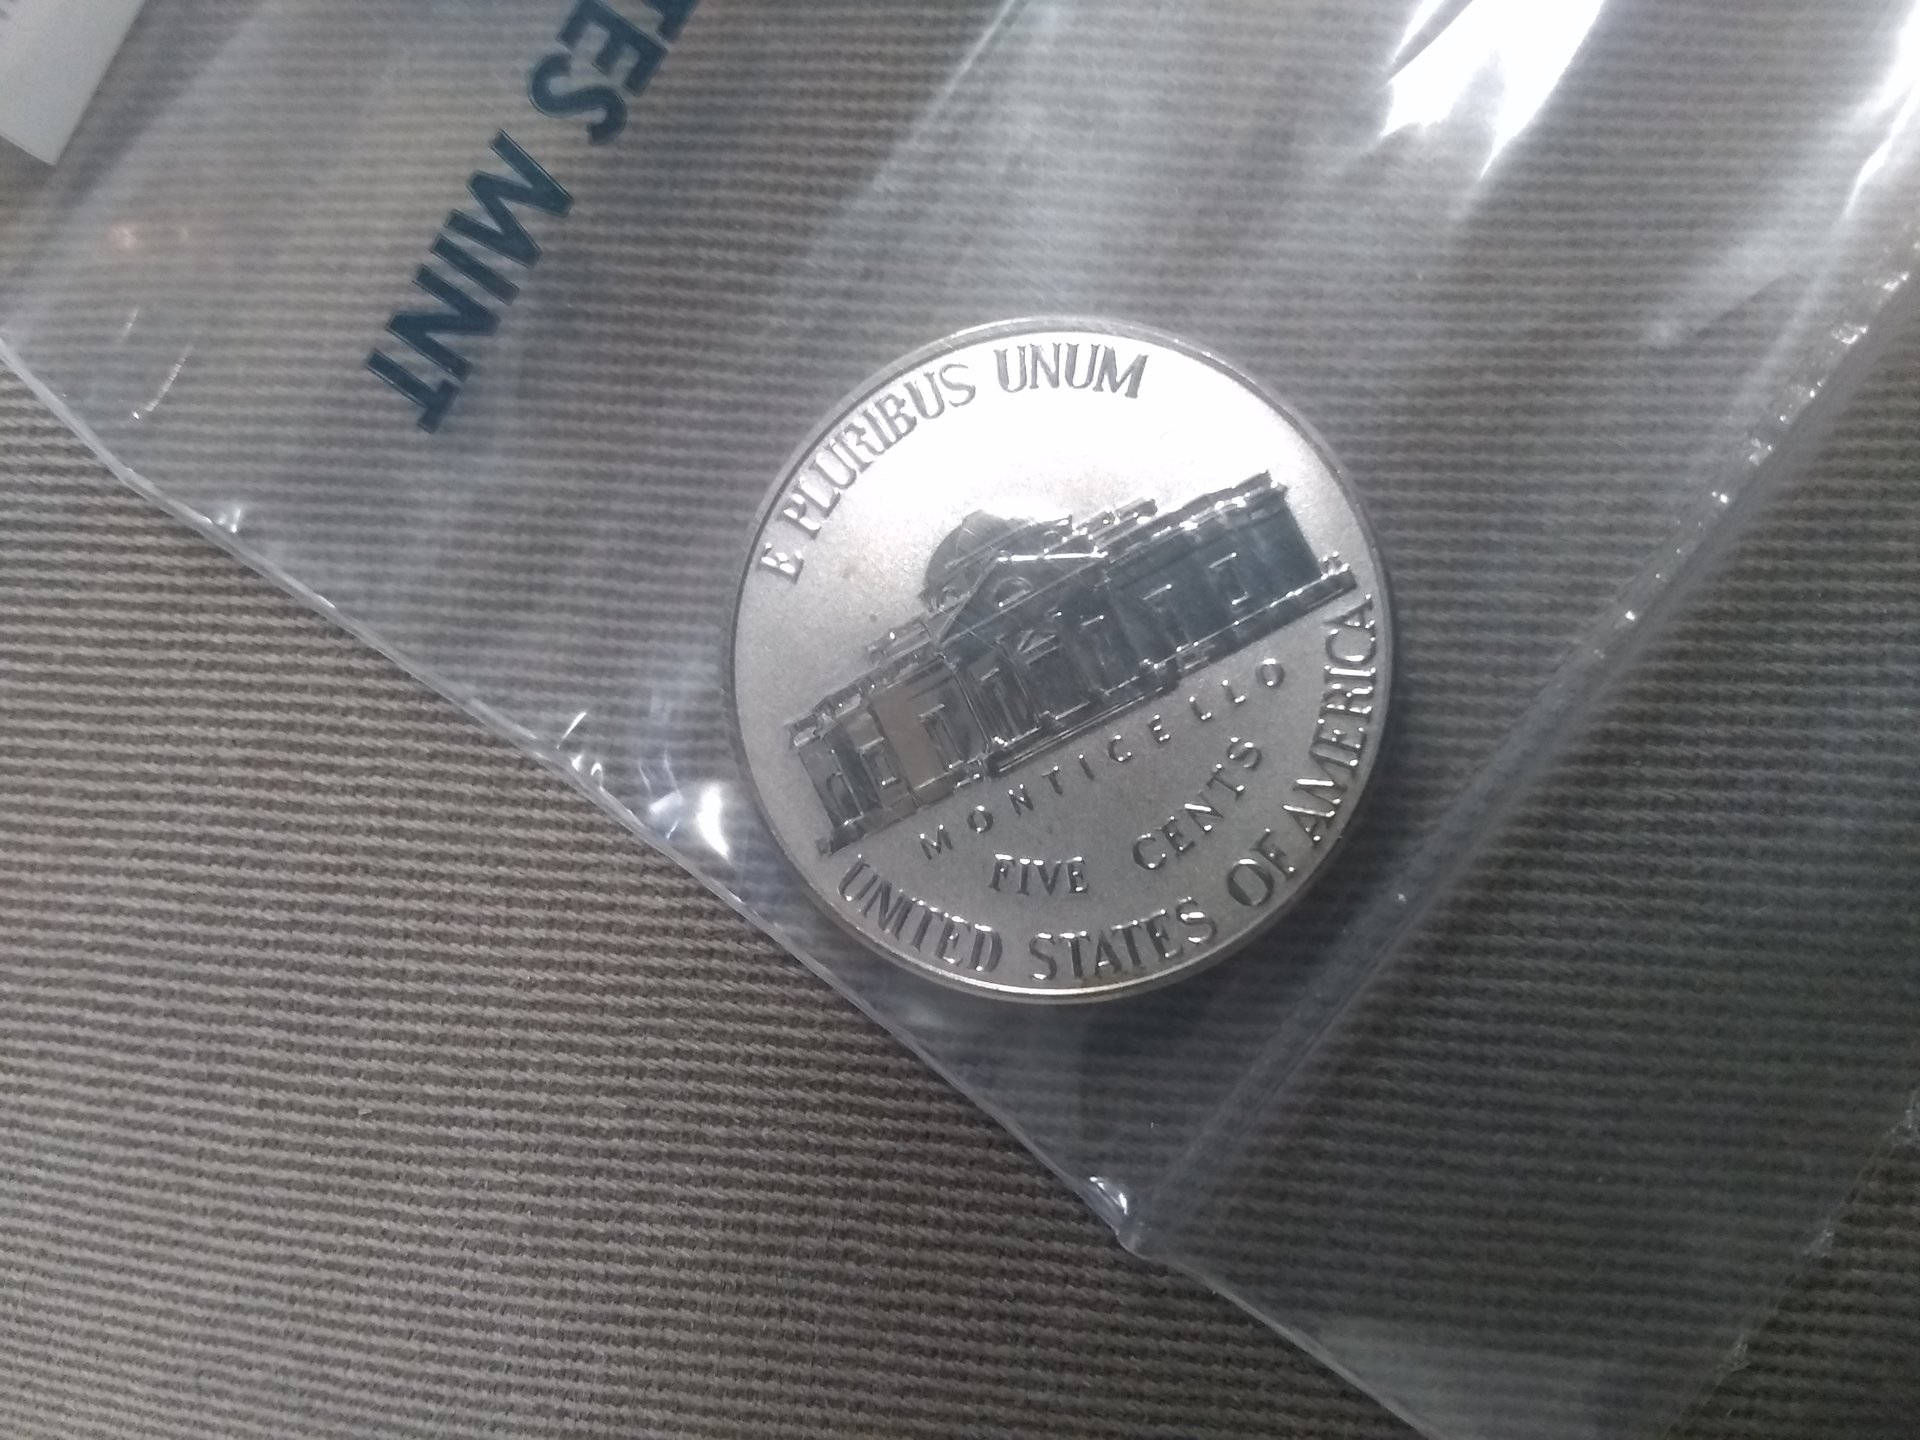 TES MINT
E PLURIBUS UNUM
MONTICELLO
FIVE CENTS
UNITED STATES OF AMERICA